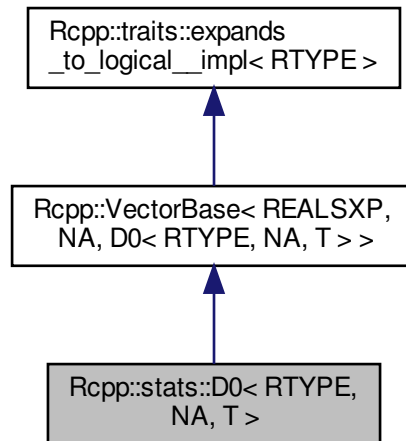 Rcpp::traits::expands
_to_logical__impl< RTYPE >
Rcpp::VectorBase< REALSXP,
NA, D0< RTYPE, NA, T > >
Rcpp::stats::D0< RTYPE,
NA, T >